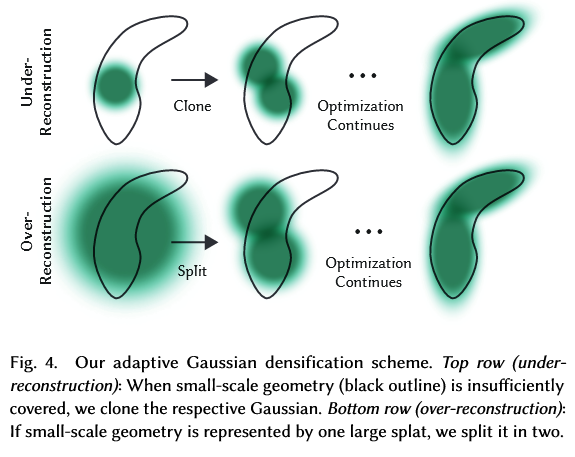 Under-
Reconstruction
Clone
•••
Optimization
Continues
Over-
Reconstruction
Split
•••
Optimization
Continues
Fig. 4. Our adaptive Gaussian densification scheme. Top row (under-
reconstruction): When small-scale geometry (black outline) is insufficiently
covered, we clone the respective Gaussian. Bottom row (over-reconstruction):
If small-scale geometry is represented by one large splat, we split it in two.